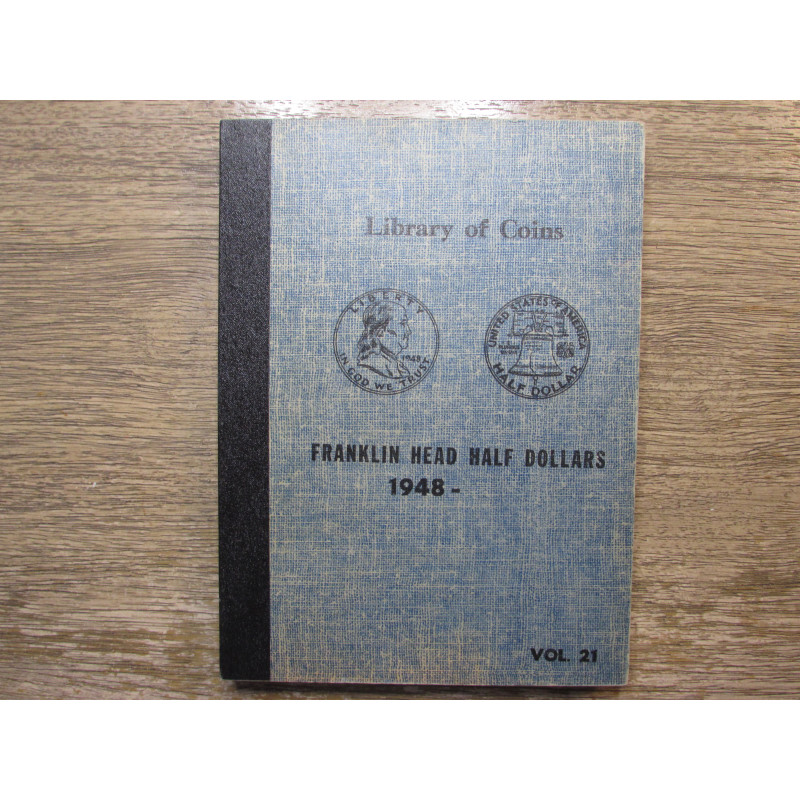 Library of Coins
LIBERTY
1948
IN GOD WE TRUST
UNITED STATES OF AMERICA
HALF DOLLAR
FRANKLIN HEAD HALF DOLLARS
1948 -
VOL. 21